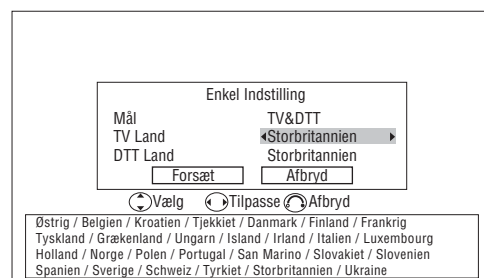 Enkel Indstilling
Mål TV&DTT
TV Land Storbritannien
DTT Land Storbritannien
Forsæt Afbryd
Vælg Tilpasse Afbryd
Østrig / Belgien / Kroatien / Tjekkiet / Danmark / Finland / Frankrig
Tyskland / Grækenland / Ungarn / Island / Irland / Italien / Luxembourg
Holland / Norge / Polen / Portugal / San Marino / Slovakiet / Slovenien
Spanien / Sverige / Schweiz / Tyrkiet / Storbritannien / Ukraine